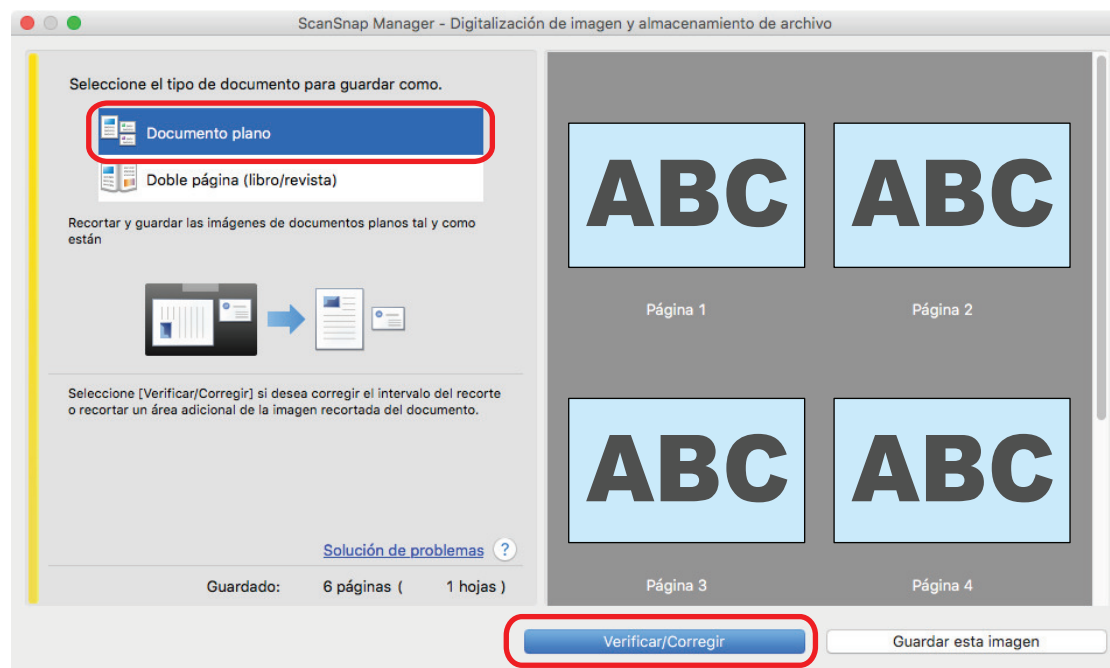 ScanSnap Manager - Digitalización de imagen y almacenamiento de archivo
Seleccione el tipo de documento para guardar como.
Documento plano
Doble página (libro/revista)
Recortar y guardar las imágenes de documentos planos tal y como
están
Seleccione [Verificar/Corregir] si desea corregir el intervalo del recorte
o recortar un área adicional de la imagen recortada del documento.
Solución de problemas ?
Guardado: 6 páginas ( 1 hojas )
ABC ABC
Página 1 Página 2
ABC ABC
Página 3 Página 4
Verificar/Corregir Guardar esta imagen